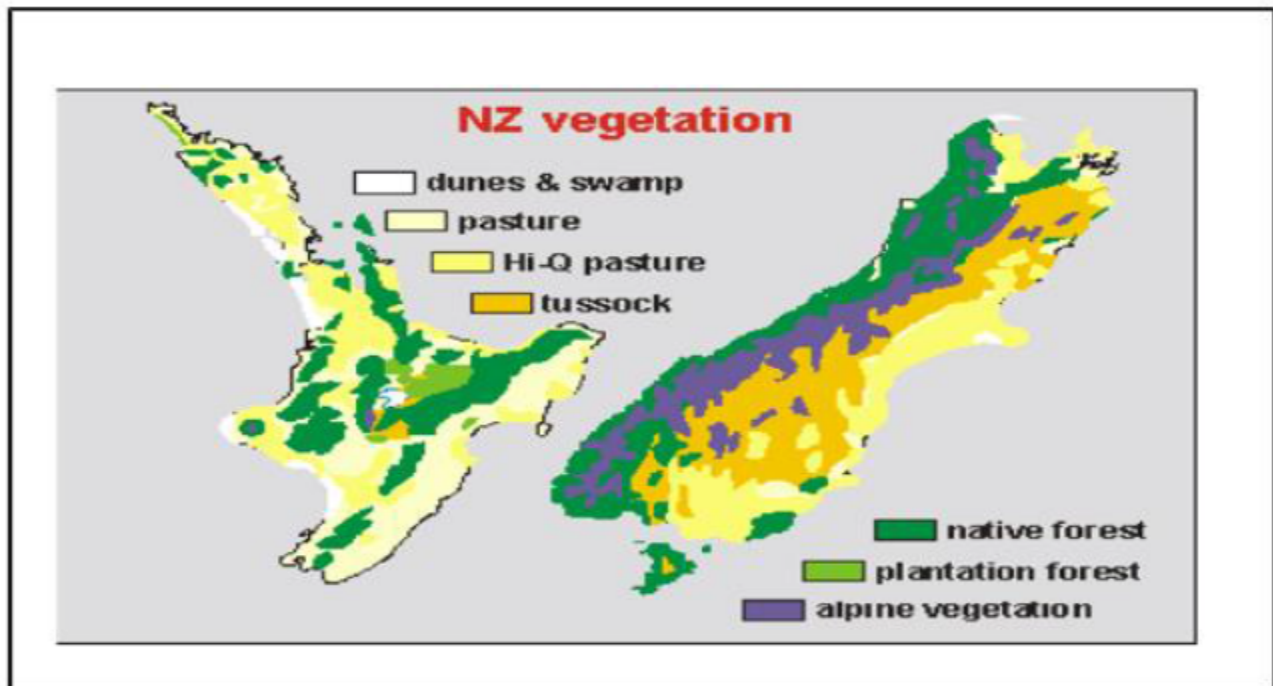 NZ vegetation
dunes & swamp
pasture
Hi-Q pasture
tussock
native forest
plantation forest
alpine vegetation